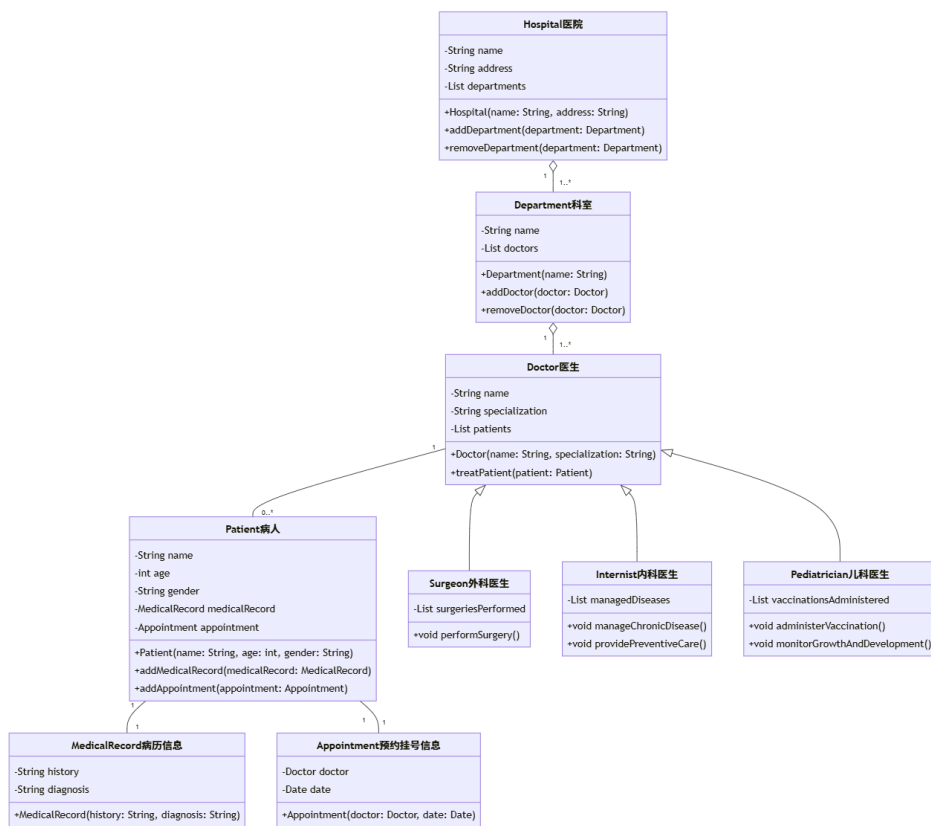 Hospital医院
-String name
-String address
-List departments
+Hospital(name: String, address: String)
+addDepartment(department: Department)
+removeDepartment(department: Department)
1
1..*
Department科室
-String name
-List doctors
+Department(name: String)
+addDoctor(doctor: Doctor)
+removeDoctor(doctor: Doctor)
1
1..*
Doctor医生
-String name
-String specialization
-List patients
+Doctor(name: String, specialization: String)
+treatPatient(patient: Patient)
1
0..*
Patient病人
-String name
-int age
-String gender
-MedicalRecord medicalRecord
-Appointment appointment
+Patient(name: String, age: int, gender: String)
+addMedicalRecord(medicalRecord: MedicalRecord)
+addAppointment(appointment: Appointment)
Surgeon外科医生
-List surgeriesPerformed
+void performSurgery()
Internist内科医生
-List managedDiseases
+void manageChronicDisease()
+void providePreventiveCare()
Pediatrician儿科医生
-List vaccinationsAdministered
+void administerVaccination()
+void monitorGrowthAndDevelopment()
1
1
1
1
MedicalRecord病历信息
-String history
-String diagnosis
+MedicalRecord(history: String, diagnosis: String)
Appointment预约挂号信息
-Doctor doctor
-Date date
+Appointment(doctor: Doctor, date: Date)